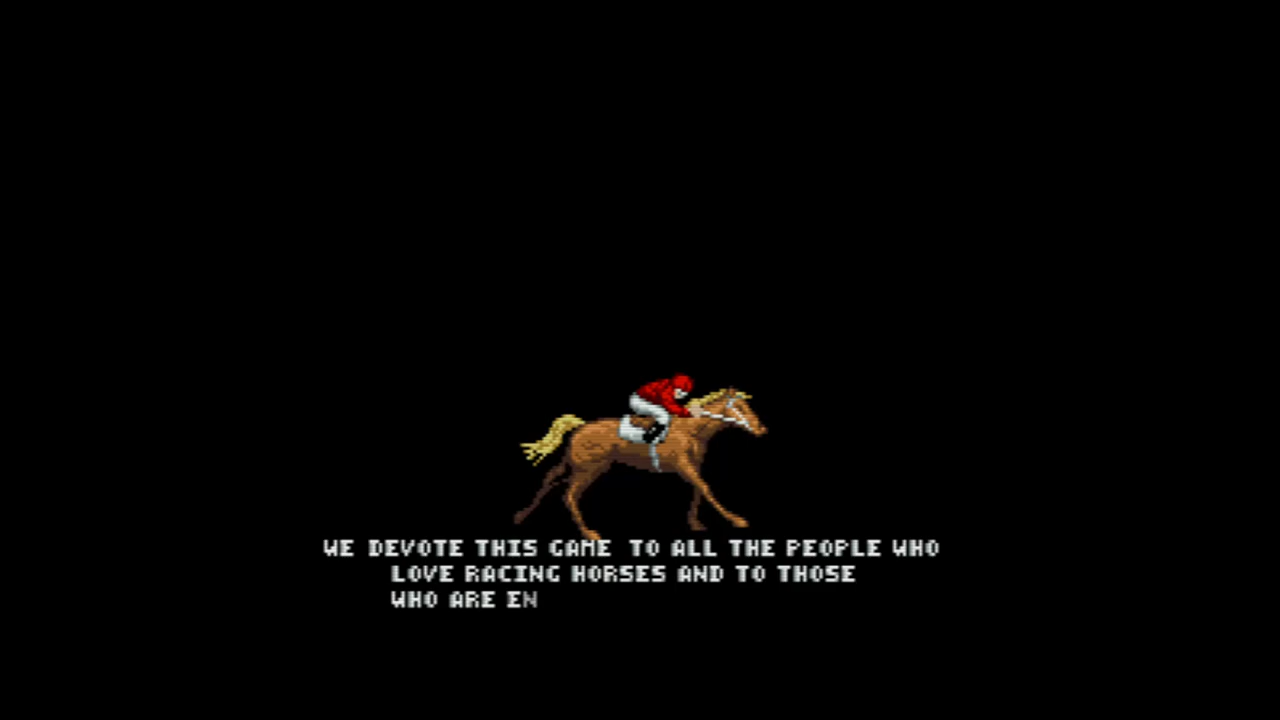 WE DEVOTE THIS GAME TO ALL THE PEOPLE WHO
LOVE RACING HORSES AND TO THOSE
WHO ARE EN